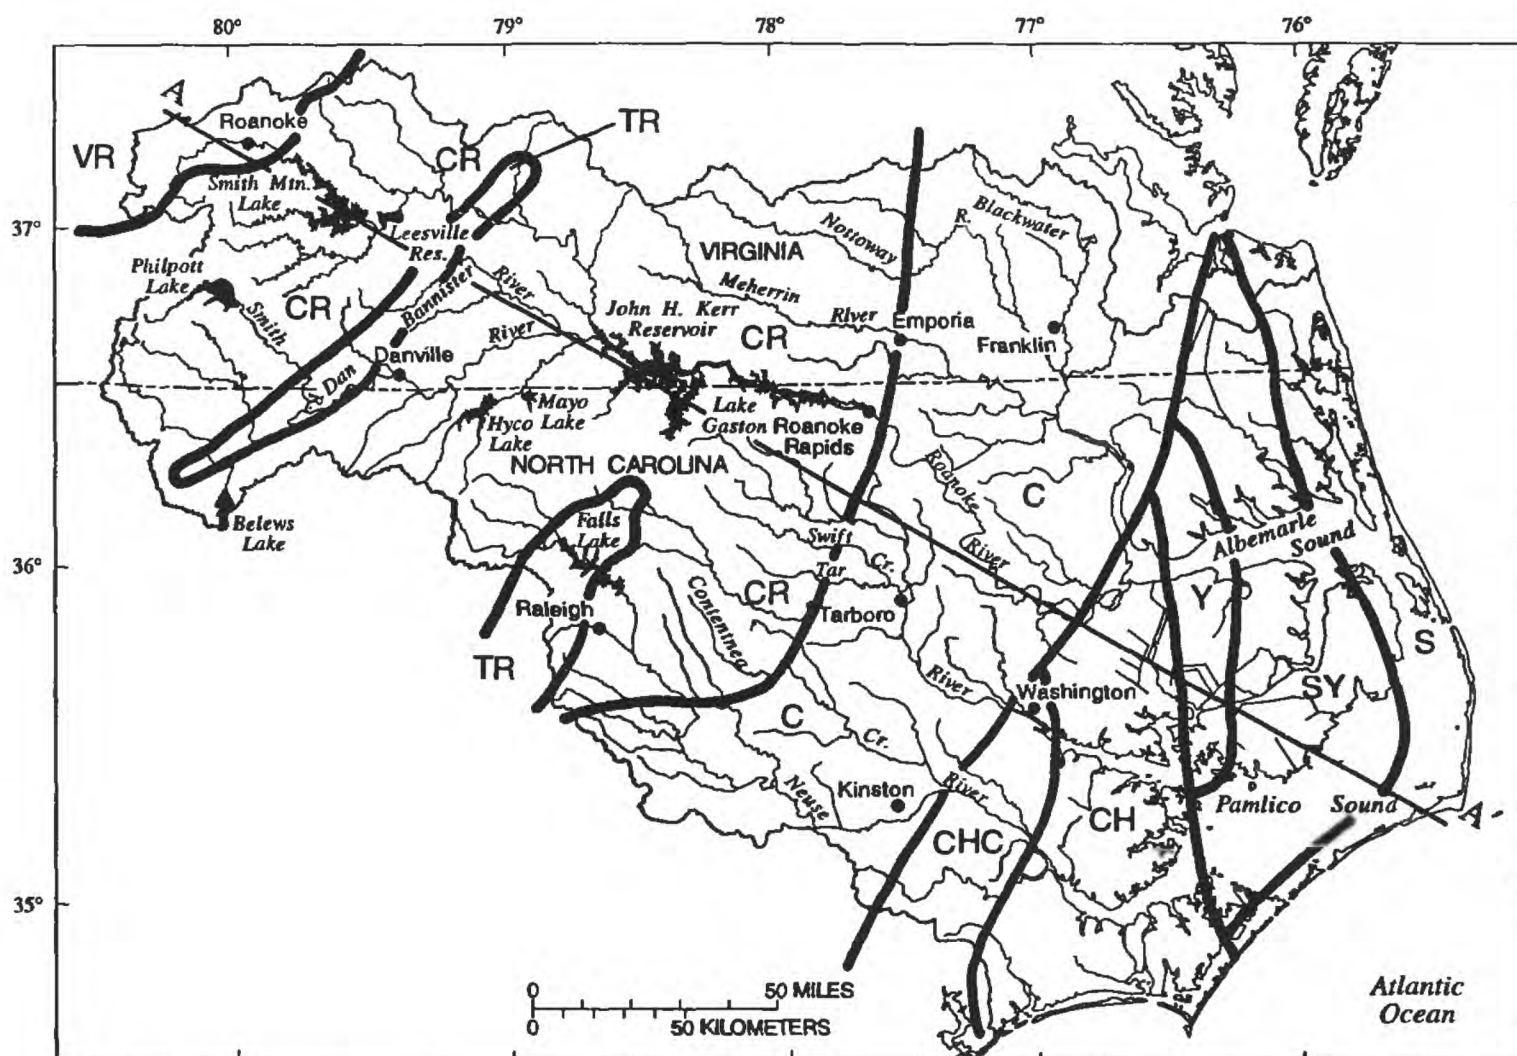 80°
79°
78°
77°
76°
A
Roanoke
TR
VR
CR
Smith Mtn.
Lake
37°
Leesville
Res.
Nottoway
R.
Blackwater
R.
VIRGINIA
Philpott
Lake
CR
Smith
Bannister
River
River
Meherrin
River
John H. Kerr
Reservoir
CR
Emporia
Franklin
Danville
Dan
R.
Mayo
Lake
Hyco
Lake
Lake
Gaston
Roanoke
Rapids
NORTH CAROLINA
Roanoke
River
C
Belews
Lake
Falls
Lake
Swift
Cr.
Albemarle
Sound
36°
Tar
Contentnea
CR
Tarboro
Y
Raleigh
S
TR
River
Washington
SY
C
Cr.
Neuse
Kinston
River
CH
Pamlico
Sound
A'
CHC
35°
0
50 MILES
0
50 KILOMETERS
Atlantic
Ocean